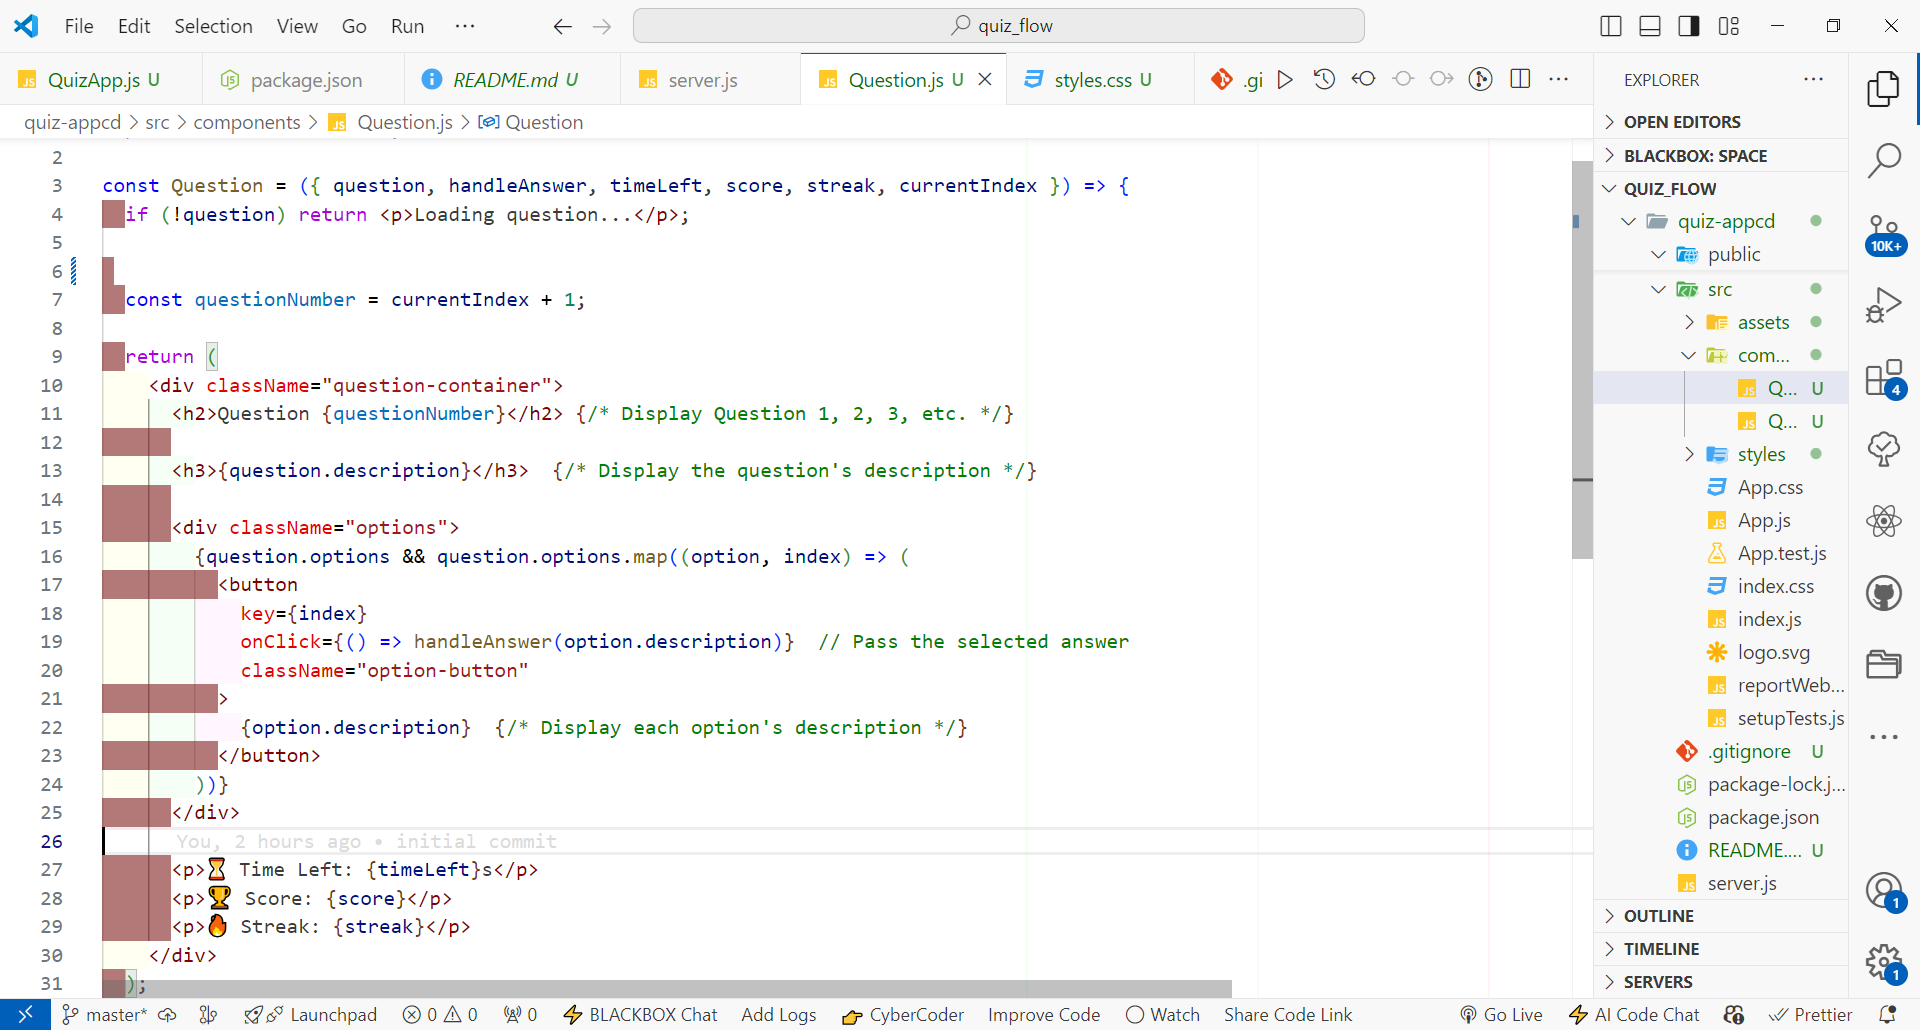 File Edit Selection View Go Run ··· quiz_flow
QuizApp.js U package.json README.md U server.js Question.js U styles.css U .gi
quiz-appcd > src > components > Question.js > Question
2
3 const Question = ({ question, handleAnswer, timeLeft, score, streak, currentIndex }) => {
4 if (!question) return <p>Loading question...</p>;
5
6
7 const questionNumber = currentIndex + 1;
8
9 return (
10 <div className="question-container">
11 <h2>Question {questionNumber}</h2> {/* Display Question 1, 2, 3, etc. */}
12
13 <h3>{question.description}</h3> {/* Display the question's description */}
14
15 <div className="options">
16 {question.options && question.options.map((option, index) => (
17 <button
18 key={index}
19 onClick={() => handleAnswer(option.description)} // Pass the selected answer
20 className="option-button"
21 >
22 {option.description} {/* Display each option's description */}
23 </button>
24 ))}
25 </div>
26 You, 2 hours ago • initial commit
27 <p>⏳ Time Left: {timeLeft}s</p>
28 <p>🏆 Score: {score}</p>
29 <p>🔥 Streak: {streak}</p>
30 </div>
31 );
EXPLORER ···
OPEN EDITORS
BLACKBOX: SPACE
QUIZ_FLOW
quiz-appcd
public
src
assets
com...
Q... U
Q... U
styles
App.css
App.js
App.test.js
index.css
index.js
logo.svg
reportWeb...
setupTests.js
.gitignore U
package-lock.j...
package.json
README.... U
server.js
OUTLINE
TIMELINE
SERVERS
10K+
4
1
1
master* Launchpad 0 0 0 BLACKBOX Chat Add Logs CyberCoder Improve Code Watch Share Code Link Go Live AI Code Chat Prettier